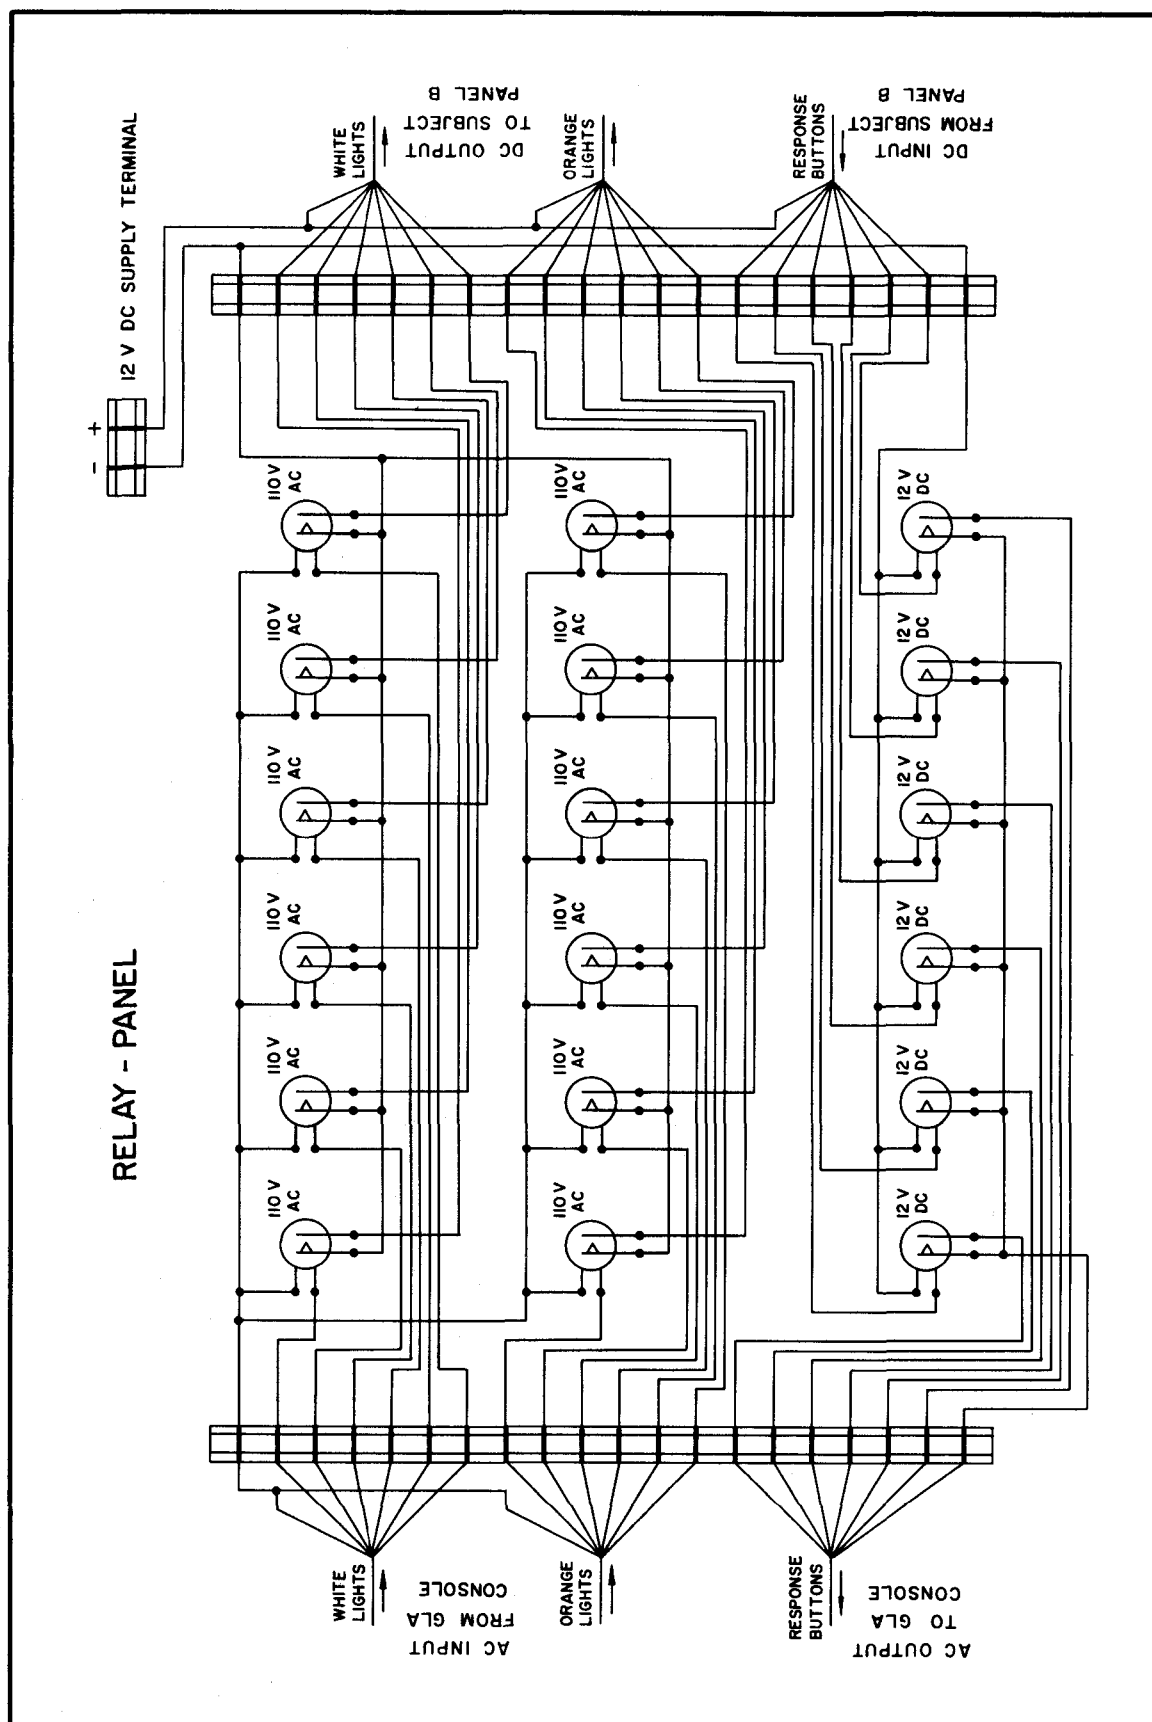 RELAY - PANEL
12 V DC SUPPLY TERMINAL
- +
WHITE
LIGHTS
DC OUTPUT
TO SUBJECT
PANEL B
ORANGE
LIGHTS
RESPONSE
BUTTONS
DC INPUT
FROM SUBJECT
PANEL B
110 V
AC
110 V
AC
110 V
AC
110 V
AC
110 V
AC
110 V
AC
110 V
AC
110 V
AC
110 V
AC
110 V
AC
110 V
AC
110 V
AC
12 V
DC
12 V
DC
12 V
DC
12 V
DC
12 V
DC
12 V
DC
WHITE
LIGHTS
AC INPUT
FROM GLA
CONSOLE
ORANGE
LIGHTS
RESPONSE
BUTTONS
AC OUTPUT
TO GLA
CONSOLE